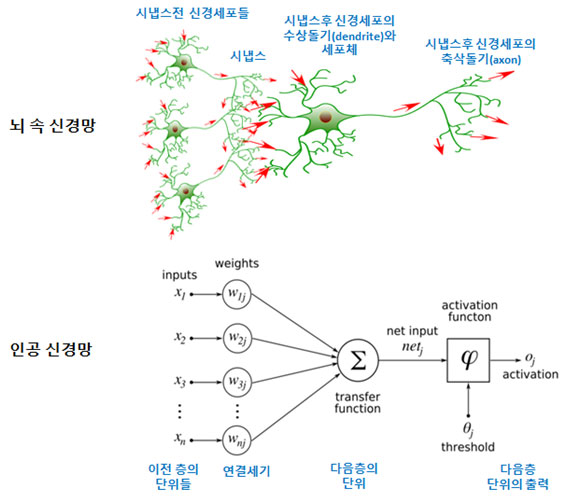 시냅스전 신경세포들
시냅스
시냅스후 신경세포의
수상돌기(dendrite)와
세포체
시냅스후 신경세포의
축삭돌기(axon)
뇌 속 신경망
인공 신경망
inputs
weights
x1
w1j
x2
w2j
x3
w3j
⋮ ⋮
xn
wnj
Σ
transfer
function
net input
netj
activation
functon
φ
oj
activation
θj
threshold
이전 층의
단위들
연결세기
다음층의
단위
다음층
단위의 출력